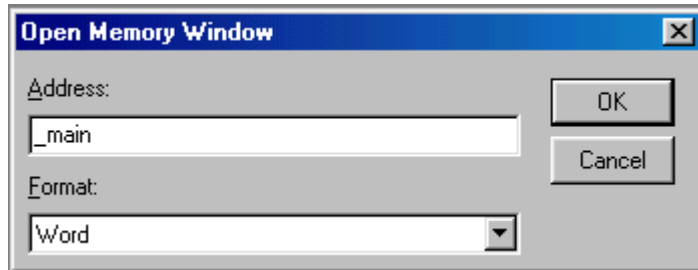 Open Memory Window
Address:
_main
OK
Cancel
Format:
Word